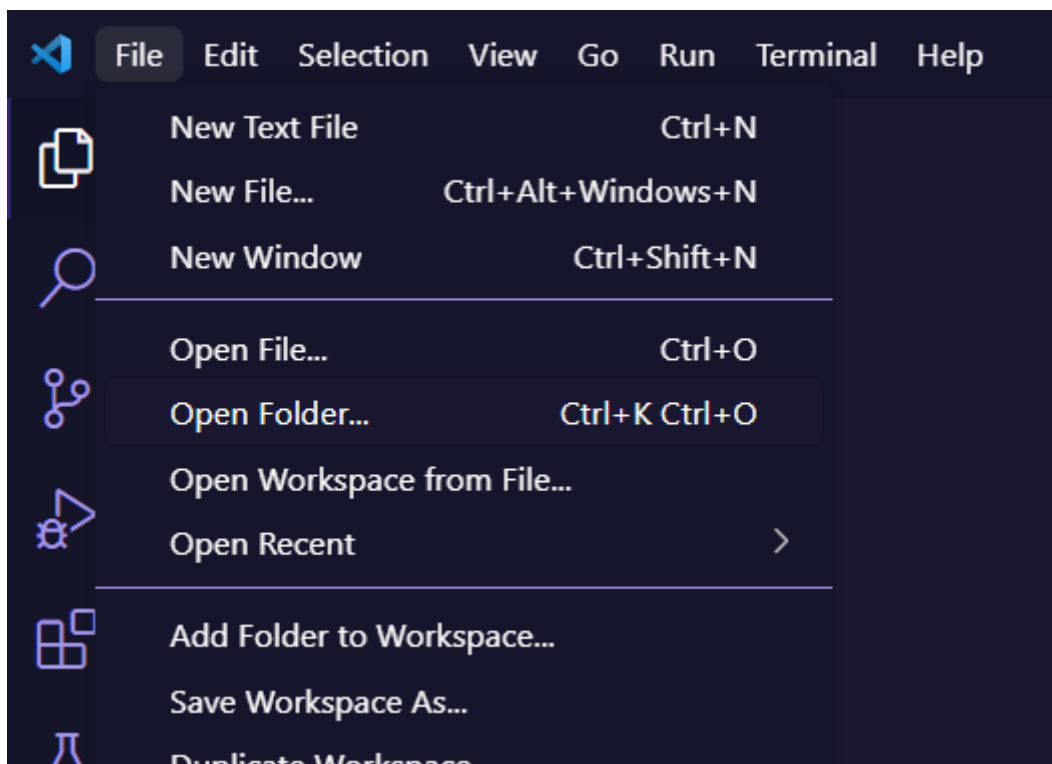 File Edit Selection View Go Run Terminal Help
New Text File Ctrl+N
New File... Ctrl+Alt+Windows+N
New Window Ctrl+Shift+N
Open File... Ctrl+O
Open Folder... Ctrl+K Ctrl+O
Open Workspace from File...
Open Recent
Add Folder to Workspace...
Save Workspace As...
Duplicate Workspace